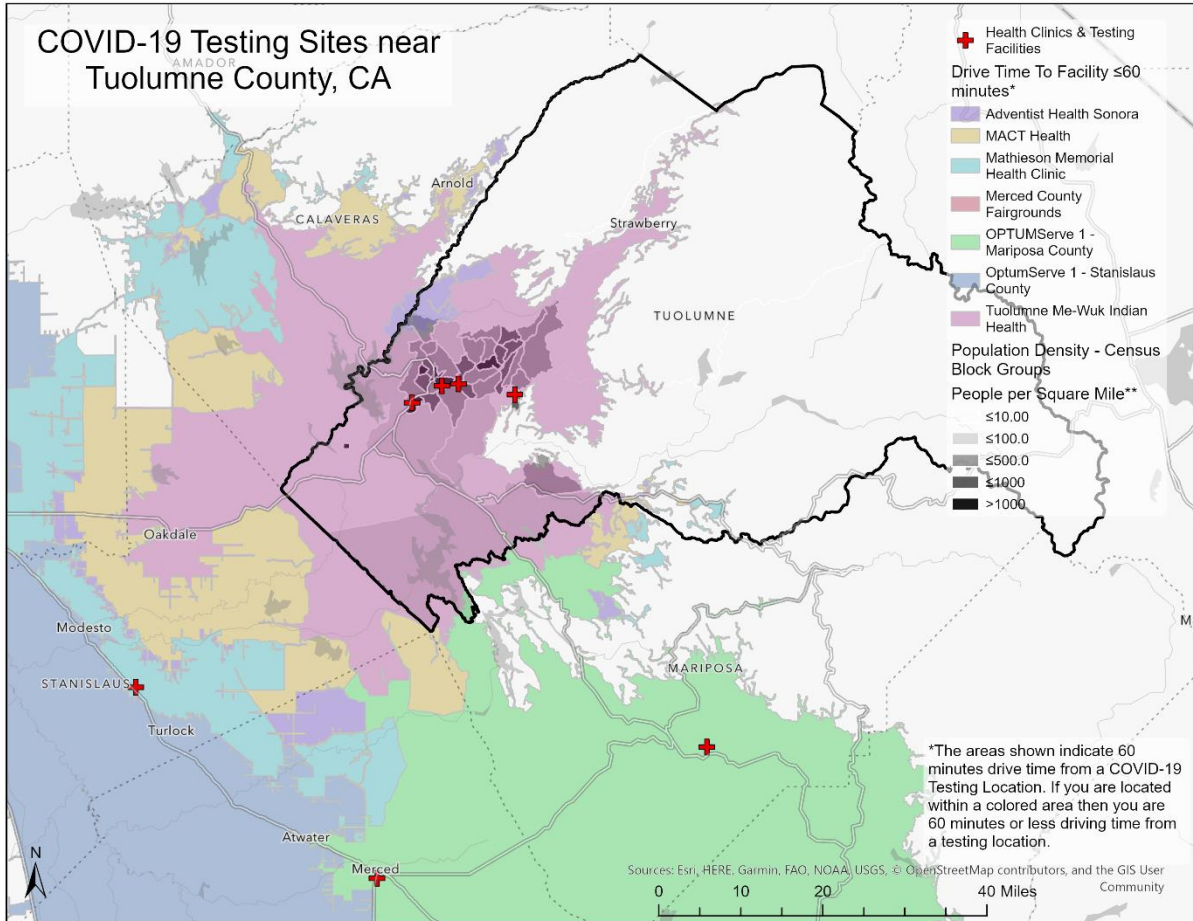 COVID-19 Testing Sites near
Tuolumne County, CA
AMADOR
Health Clinics & Testing
Facilities
Drive Time To Facility ≤60
minutes*
Adventist Health Sonora
MACT Health
Mathieson Memorial
Health Clinic
Merced County
Fairgrounds
OPTUMServe 1 -
Mariposa County
OptumServe 1 - Stanislaus
County
Tuolumne Me-Wuk Indian
Health
Population Density - Census
Block Groups
People per Square Mile**
≤10.00
≤100.0
≤500.0
≤1000
>1000
Arnold
CALAVERAS
Strawberry
TUOLUMNE
Oakdale
Modesto
STANISLAUS
Turlock
MARIPOSA
M
Atwater
Merced
*The areas shown indicate 60
minutes drive time from a COVID-19
Testing Location. If you are located
within a colored area then you are
60 minutes or less driving time from
a testing location.
Sources: Esri, HERE, Garmin, FAO, NOAA, USGS, © OpenStreetMap contributors, and the GIS User
Community
N
0 10 20 40 Miles